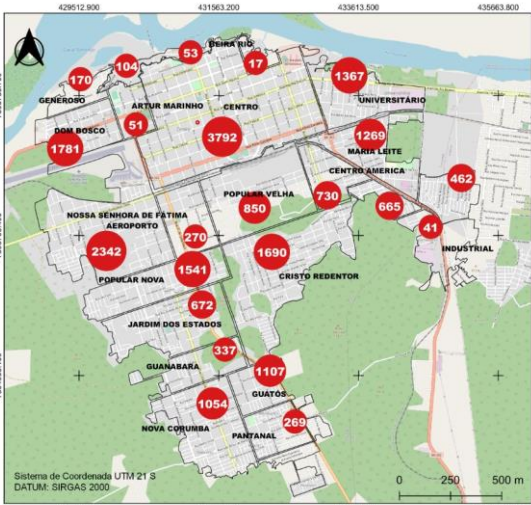 429512.900 431563.200 433613.500 435663.800
BEIRA RIO
53
17
104
170
1367
GENEROSO
UNIVERSITÁRIO
ARTUR MARINHO
CENTRO
51
DOM BOSCO
1781
3792
1269
MARIA LEITE
CENTRO AMERICA
462
POPULAR VELHA
730
850
665
NOSSA SENHORA DE FÁTIMA
AEROPORTO
270
41
2342
1690
INDUSTRIAL
1541
POPULAR NOVA
CRISTO REDENTOR
672
JARDIM DOS ESTADOS
337
GUANABARA
1107
GUATÓS
1054
269
NOVA CORUMBA
PANTANAL
Sistema de Coordenada UTM 21 S
DATUM: SIRGAS 2000
0 250 500 m